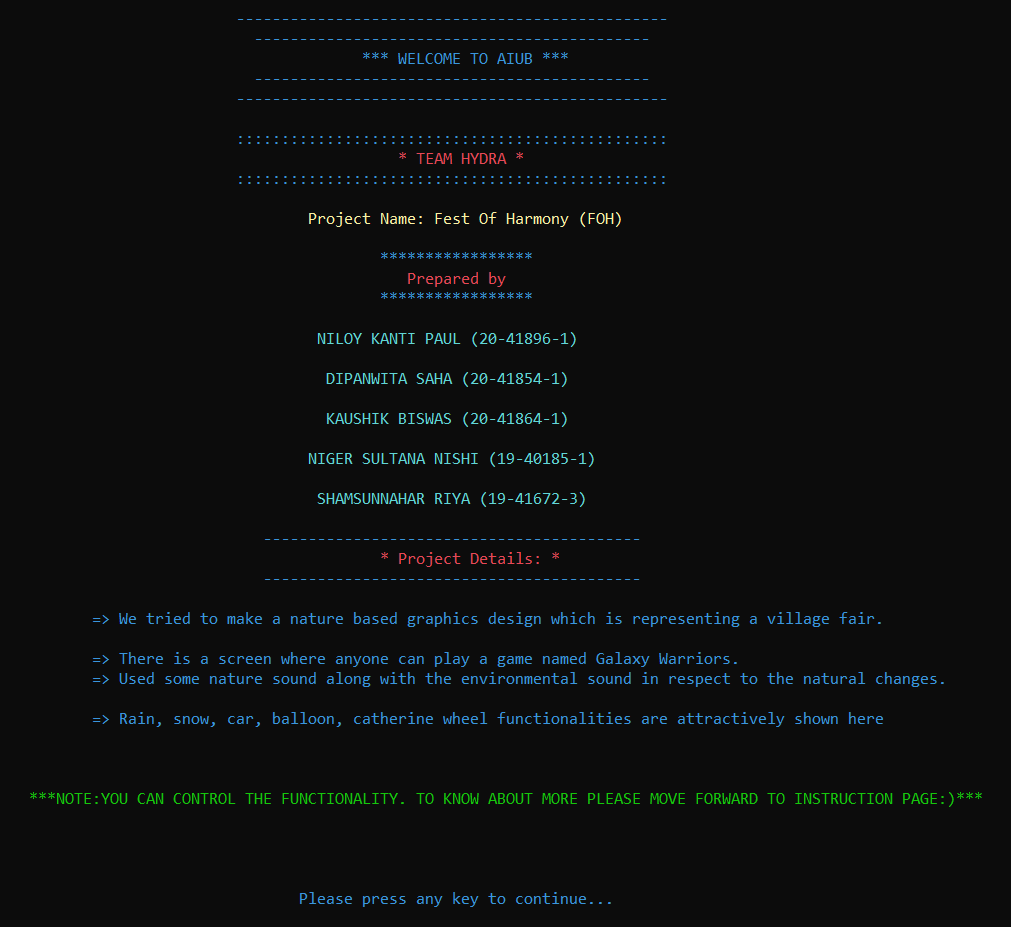 ------------------------------------------------
--------------------------------------------
*** WELCOME TO AIUB ***
--------------------------------------------
------------------------------------------------
::::::::::::::::::::::::::::::::::::::::::::::::
* TEAM HYDRA *
::::::::::::::::::::::::::::::::::::::::::::::::
Project Name: Fest Of Harmony (FOH)
*****************
Prepared by
*****************
NILOY KANTI PAUL (20-41896-1)
DIPANWITA SAHA (20-41854-1)
KAUSHIK BISWAS (20-41864-1)
NIGER SULTANA NISHI (19-40185-1)
SHAMSUNNAHAR RIYA (19-41672-3)
------------------------------------------
* Project Details: *
------------------------------------------
=> We tried to make a nature based graphics design which is representing a village fair.
=> There is a screen where anyone can play a game named Galaxy Warriors.
=> Used some nature sound along with the environmental sound in respect to the natural changes.
=> Rain, snow, car, balloon, catherine wheel functionalities are attractively shown here
***NOTE:YOU CAN CONTROL THE FUNCTIONALITY. TO KNOW ABOUT MORE PLEASE MOVE FORWARD TO INSTRUCTION PAGE:)***
Please press any key to continue...